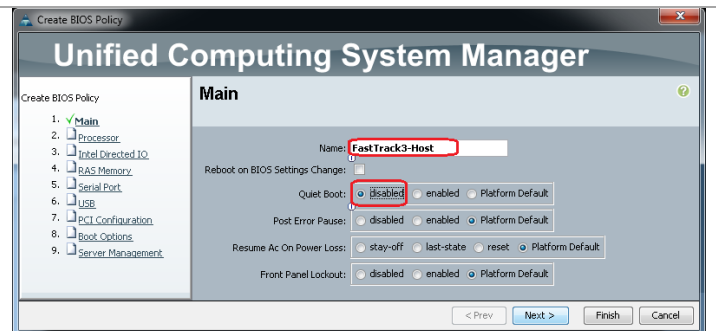 Create BIOS Policy
Unified Computing System Manager
Create BIOS Policy
1. Main
2. Processor
3. Intel Directed IO
4. RAS Memory
5. Serial Port
6. USB
7. PCI Configuration
8. Boot Options
9. Server Management
Main
Name: FastTrack3-Host
Reboot on BIOS Settings Change:
Quiet Boot: disabled enabled Platform Default
Post Error Pause: disabled enabled Platform Default
Resume Ac On Power Loss: stay-off last-state reset Platform Default
Front Panel Lockout: disabled enabled Platform Default
< Prev Next > Finish Cancel